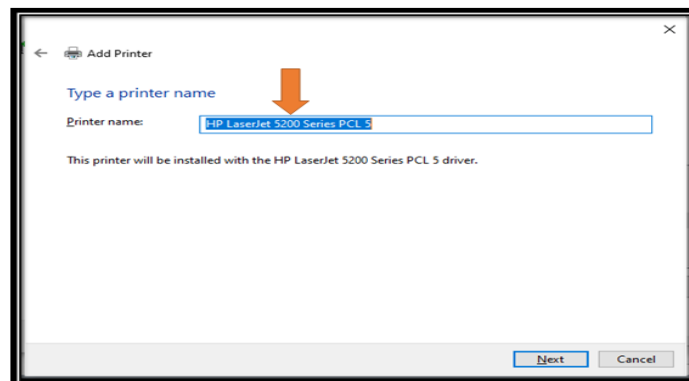 Add Printer
Type a printer name
Printer name:
HP LaserJet 5200 Series PCL 5
This printer will be installed with the HP LaserJet 5200 Series PCL 5 driver.
Next
Cancel